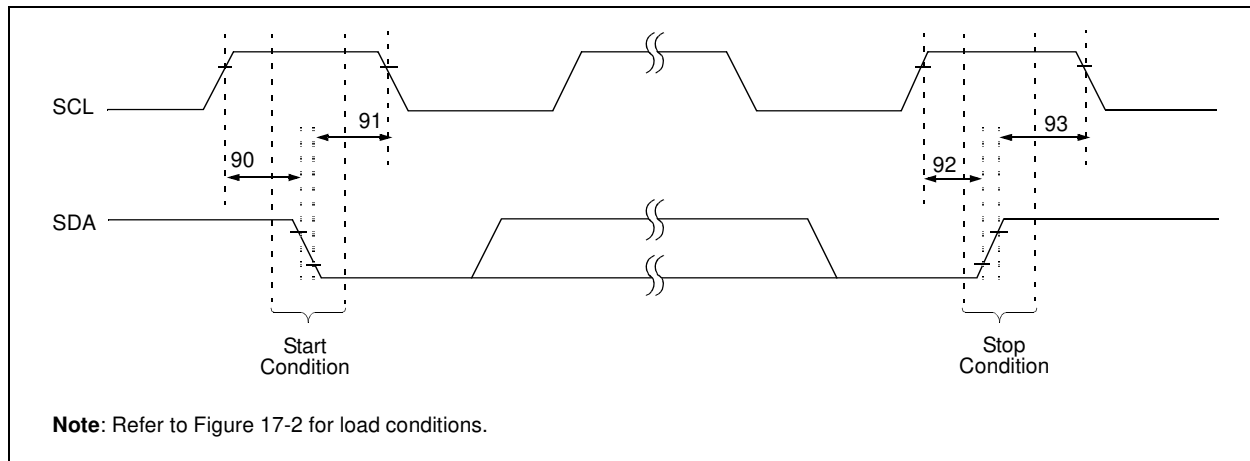 SCL
91
93
90
92
SDA
Start
Condition
Stop
Condition
Note: Refer to Figure 17-2 for load conditions.